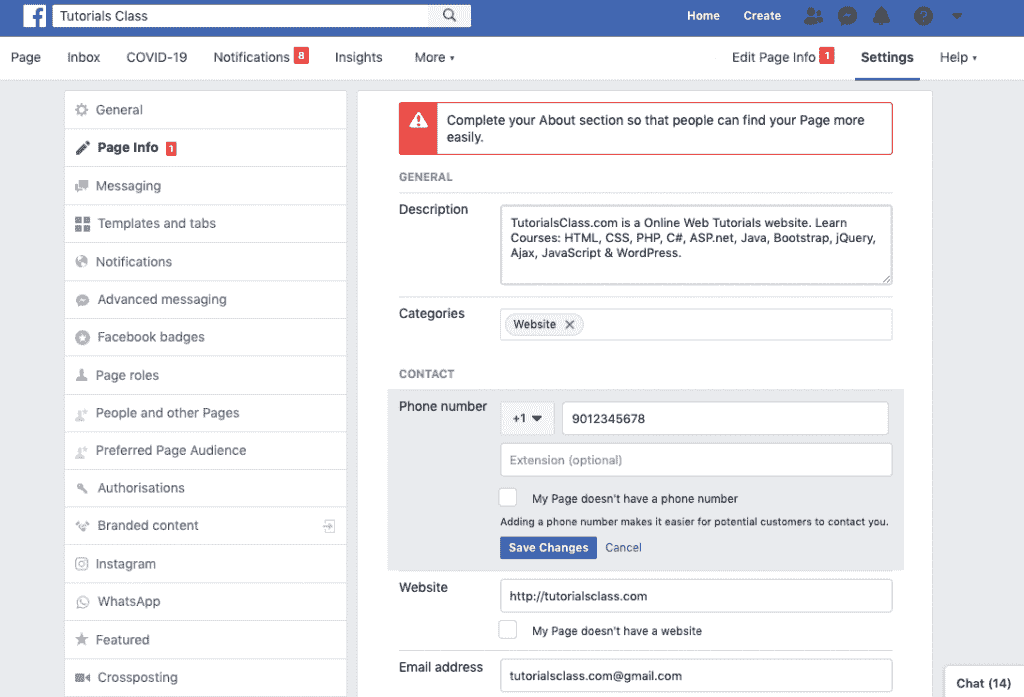 Tutorials Class
Home Create
Page Inbox COVID-19 Notifications 8 Insights More Edit Page Info 1 Settings Help
General
Page Info 1
Messaging
Templates and tabs
Notifications
Advanced messaging
Facebook badges
Page roles
People and other Pages
Preferred Page Audience
Authorisations
Branded content
Instagram
WhatsApp
Featured
Crossposting
Complete your About section so that people can find your Page more
easily.
GENERAL
Description
TutorialsClass.com is a Online Web Tutorials website. Learn
Courses: HTML, CSS, PHP, C#, ASP.net, Java, Bootstrap, jQuery,
Ajax, JavaScript & WordPress.
Categories
Website
CONTACT
Phone number
+1 9012345678
Extension (optional)
My Page doesn't have a phone number
Adding a phone number makes it easier for potential customers to contact you.
Save Changes Cancel
Website
http://tutorialsclass.com
My Page doesn't have a website
Email address
tutorialsclass.com@gmail.com
Chat (14)